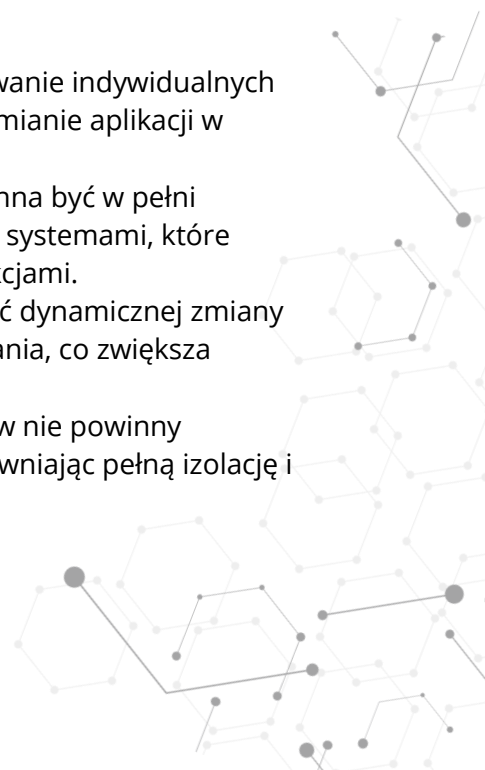 wanie indywidualnych
mianie aplikacji w
nna być w pełni
systemami, które
kcjami.
ć dynamicznej zmiany
ania, co zwiększa
w nie powinny
wniając pełną izolację i